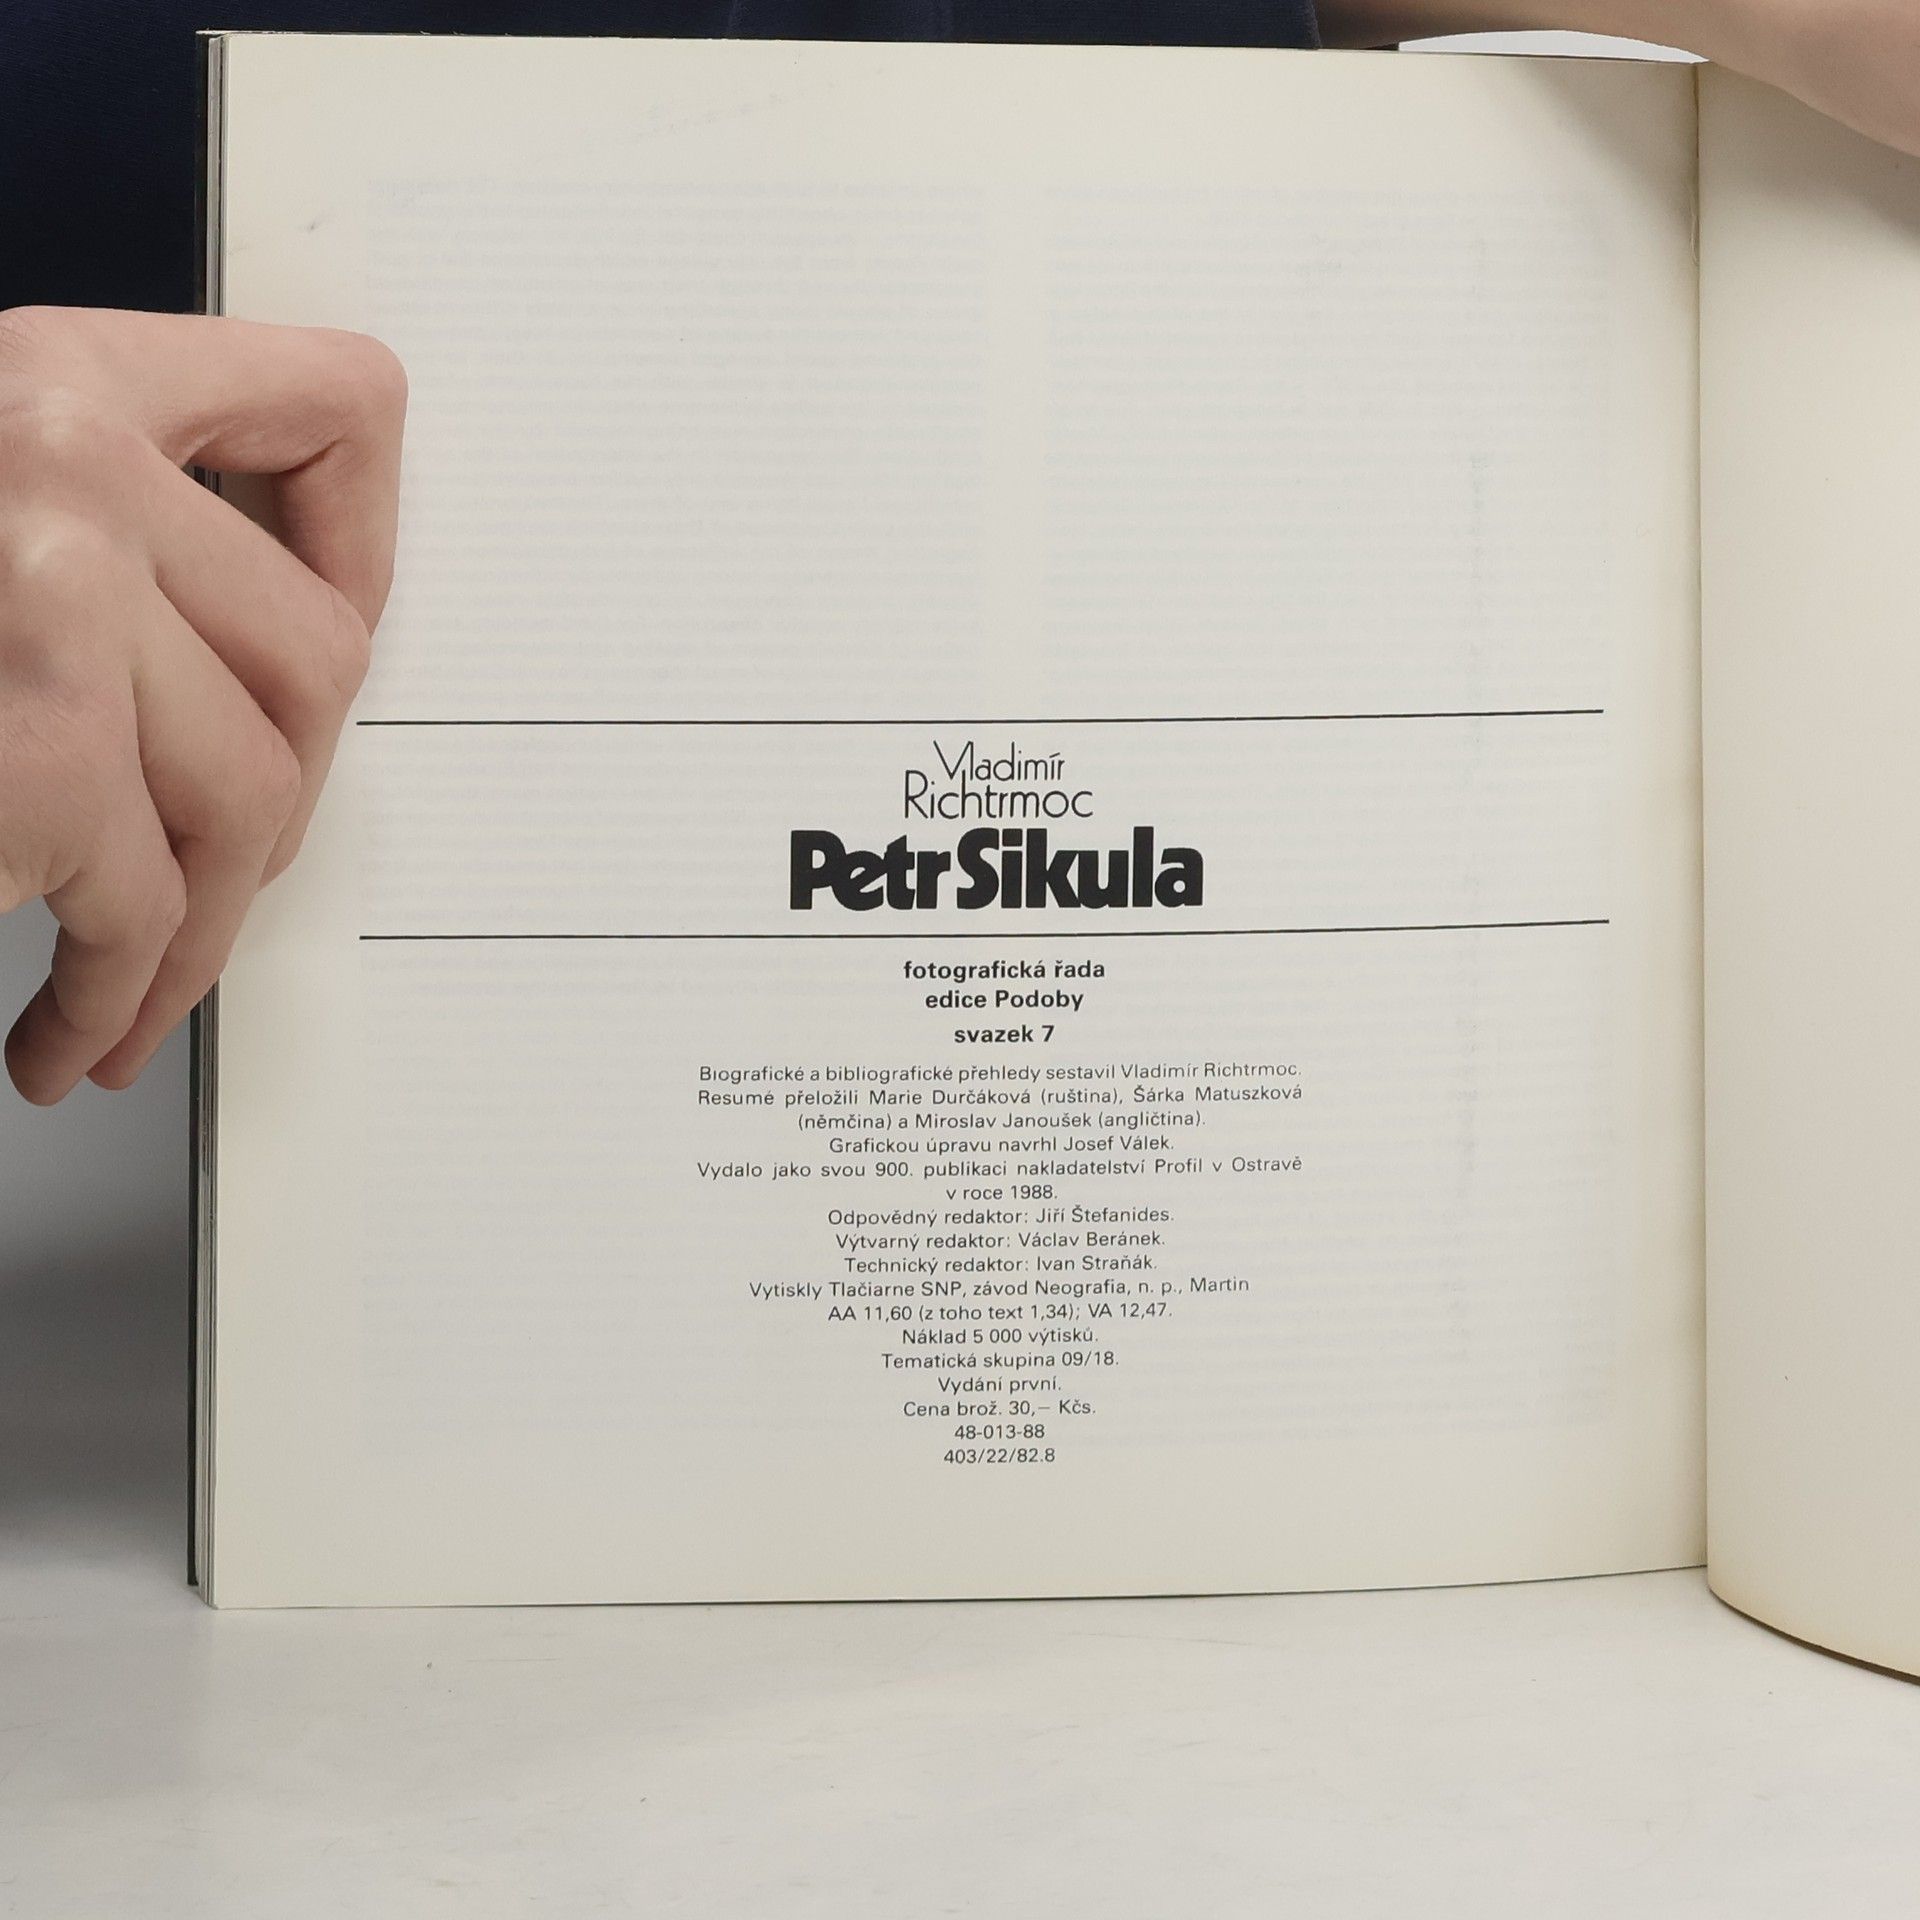 Vladimír
Richtrmoc
Petr Sikula
fotografická řada
edice Podoby
svazek 7
Biografické a bibliografické přehledy sestavil Vladimír Richtrmoc.
Resumé přeložili Marie Durčáková (ruština), Šárka Matuszková
(němčina) a Miroslav Janoušek (angličtina).
Grafickou úpravu navrhl Josef Válek.
Vydalo jako svou 900. publikaci nakladatelství Profil v Ostravě
v roce 1988.
Odpovědný redaktor: Jiří Štefanides.
Výtvarný redaktor: Václav Beránek.
Technický redaktor: Ivan Straňák.
Vytiskly Tlačiarne SNP, závod Neografia, n. p., Martin
AA 11,60 (z toho text 1,34); VA 12,47.
Náklad 5 000 výtisků.
Tematická skupina 09/18.
Vydání první.
Cena brož. 30,— Kčs.
48-013-88
403/22/82.8